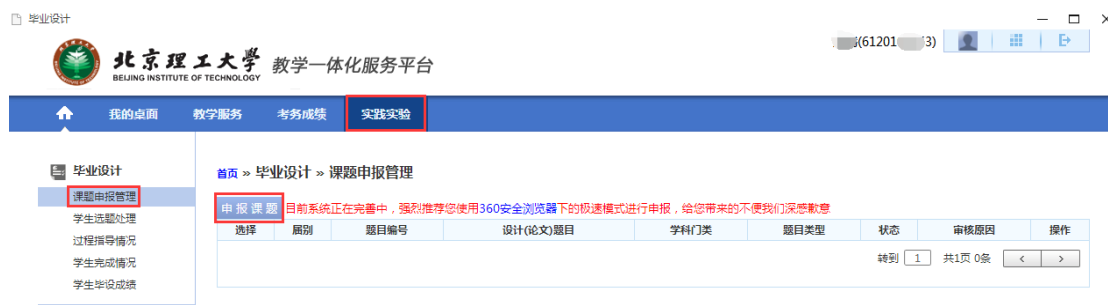 毕业设计
北京理工大学
BEIJING INSTITUTE OF TECHNOLOGY
教学一体化服务平台
(61201 3)
我的桌面 教学服务 考务成绩 实践实验
毕业设计
课题申报管理
学生选题处理
过程指导情况
学生完成情况
学生毕设成绩
首页 » 毕业设计 » 课题申报管理
申报课题 目前系统正在完善中，强烈推荐您使用360安全浏览器下的极速模式进行申报，给您带来的不便我们深感歉意
选择 届别 题目编号 设计(论文)题目 学科门类 题目类型 状态 审核原因 操作
转到 1 共1页 0条 < >